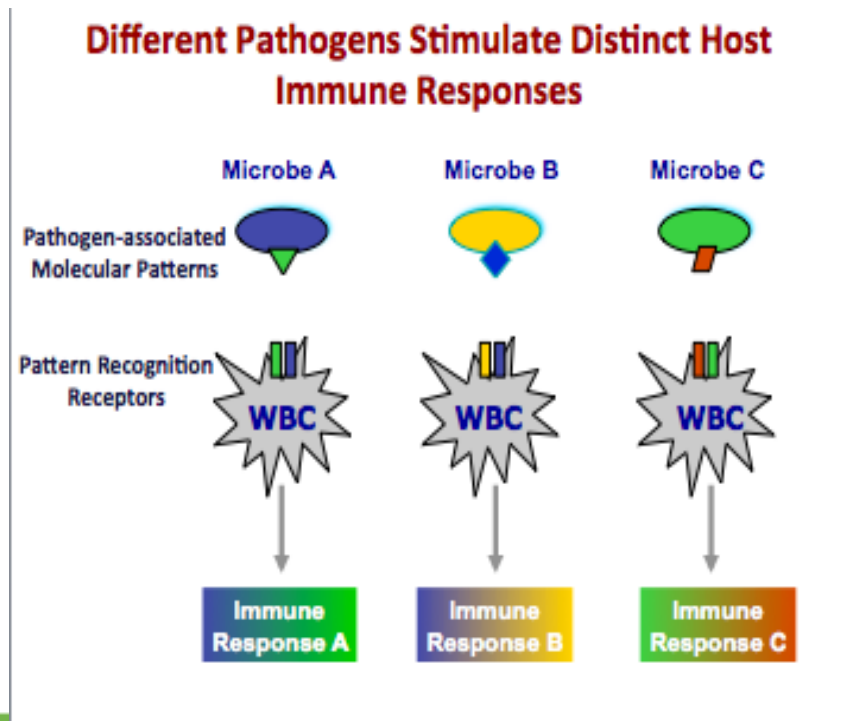 Different Pathogens Stimulate Distinct Host
Immune Responses
Microbe A
Microbe B
Microbe C
Pathogen-associated
Molecular Patterns
Pattern Recognition
Receptors
WBC
WBC
WBC
Immune
Response A
Immune
Response B
Immune
Response C